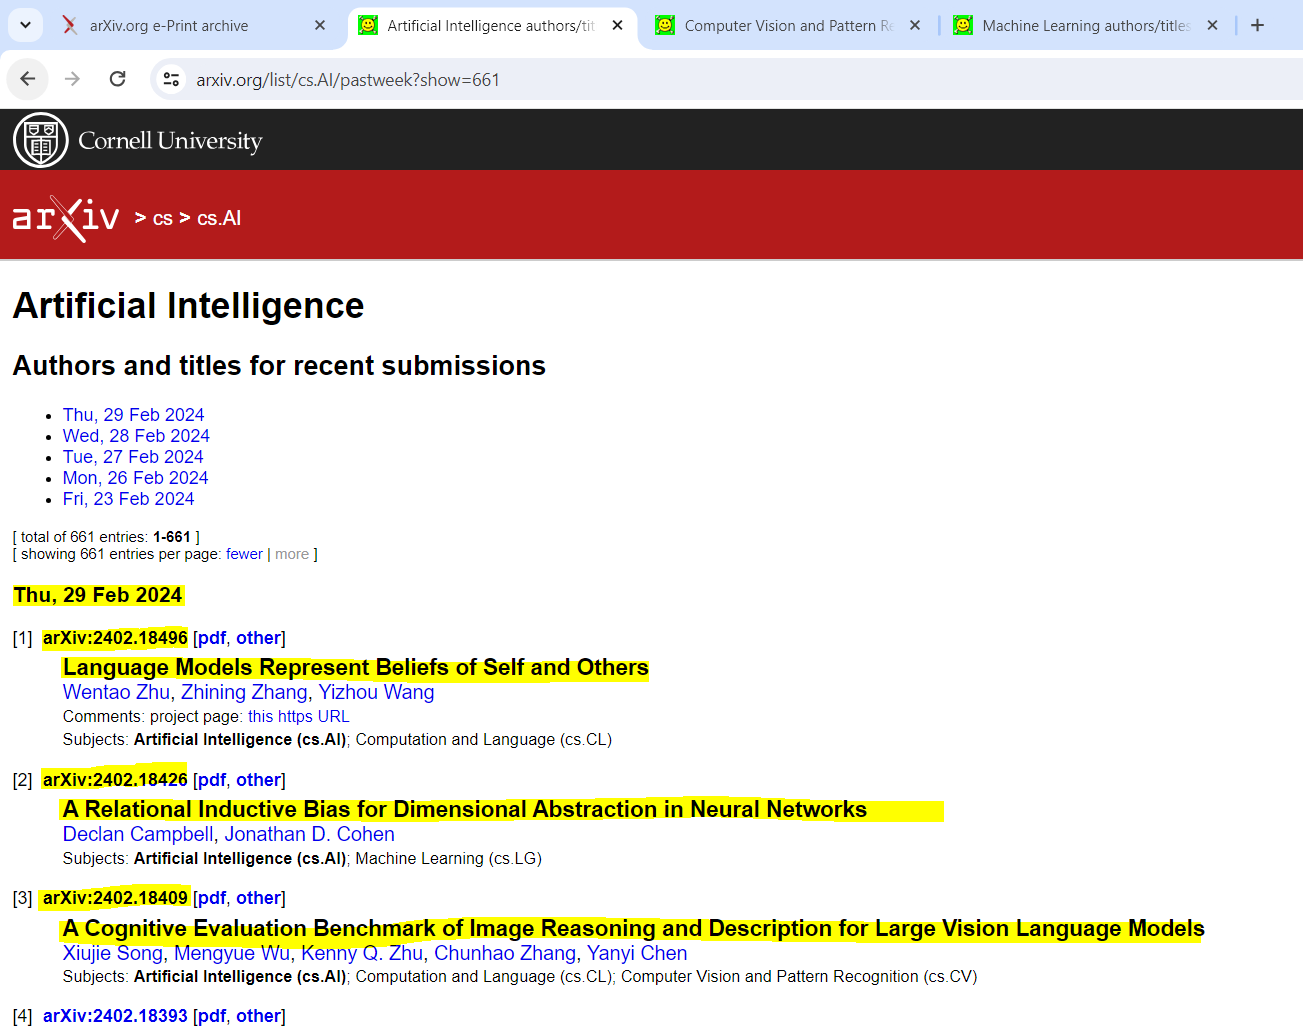 arXiv.org e-Print archive
Artificial Intelligence authors/tit
Computer Vision and Pattern Re
Machine Learning authors/titles
arxiv.org/list/cs.AI/pastweek?show=661
Cornell University
arXiv > cs > cs.AI
Artificial Intelligence
Authors and titles for recent submissions
• Thu, 29 Feb 2024
• Wed, 28 Feb 2024
• Tue, 27 Feb 2024
• Mon, 26 Feb 2024
• Fri, 23 Feb 2024
[ total of 661 entries: 1-661 ]
[ showing 661 entries per page: fewer | more ]
Thu, 29 Feb 2024
[1] arXiv:2402.18496 [pdf, other]
Language Models Represent Beliefs of Self and Others
Wentao Zhu, Zhining Zhang, Yizhou Wang
Comments: project page: this https URL
Subjects: Artificial Intelligence (cs.AI); Computation and Language (cs.CL)
[2] arXiv:2402.18426 [pdf, other]
A Relational Inductive Bias for Dimensional Abstraction in Neural Networks
Declan Campbell, Jonathan D. Cohen
Subjects: Artificial Intelligence (cs.AI); Machine Learning (cs.LG)
[3] arXiv:2402.18409 [pdf, other]
A Cognitive Evaluation Benchmark of Image Reasoning and Description for Large Vision Language Models
Xiujie Song, Mengyue Wu, Kenny Q. Zhu, Chunhao Zhang, Yanyi Chen
Subjects: Artificial Intelligence (cs.AI); Computation and Language (cs.CL); Computer Vision and Pattern Recognition (cs.CV)
[4] arXiv:2402.18393 [pdf, other]